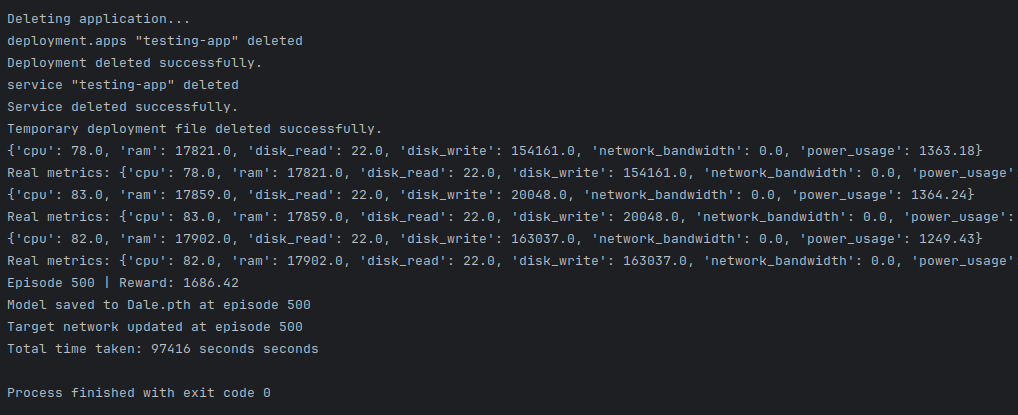 Deleting application...
deployment.apps "testing-app" deleted
Deployment deleted successfully.
service "testing-app" deleted
Service deleted successfully.
Temporary deployment file deleted successfully.
{'cpu': 78.0, 'ram': 17821.0, 'disk_read': 22.0, 'disk_write': 154161.0, 'network_bandwidth': 0.0, 'power_usage': 1363.18}
Real metrics: {'cpu': 78.0, 'ram': 17821.0, 'disk_read': 22.0, 'disk_write': 154161.0, 'network_bandwidth': 0.0, 'power_usage'
{'cpu': 83.0, 'ram': 17859.0, 'disk_read': 22.0, 'disk_write': 20048.0, 'network_bandwidth': 0.0, 'power_usage': 1364.24}
Real metrics: {'cpu': 83.0, 'ram': 17859.0, 'disk_read': 22.0, 'disk_write': 20048.0, 'network_bandwidth': 0.0, 'power_usage':
{'cpu': 82.0, 'ram': 17902.0, 'disk_read': 22.0, 'disk_write': 163037.0, 'network_bandwidth': 0.0, 'power_usage': 1249.43}
Real metrics: {'cpu': 82.0, 'ram': 17902.0, 'disk_read': 22.0, 'disk_write': 163037.0, 'network_bandwidth': 0.0, 'power_usage'
Episode 500 | Reward: 1686.42
Model saved to Dale.pth at episode 500
Target network updated at episode 500
Total time taken: 97416 seconds seconds
Process finished with exit code 0